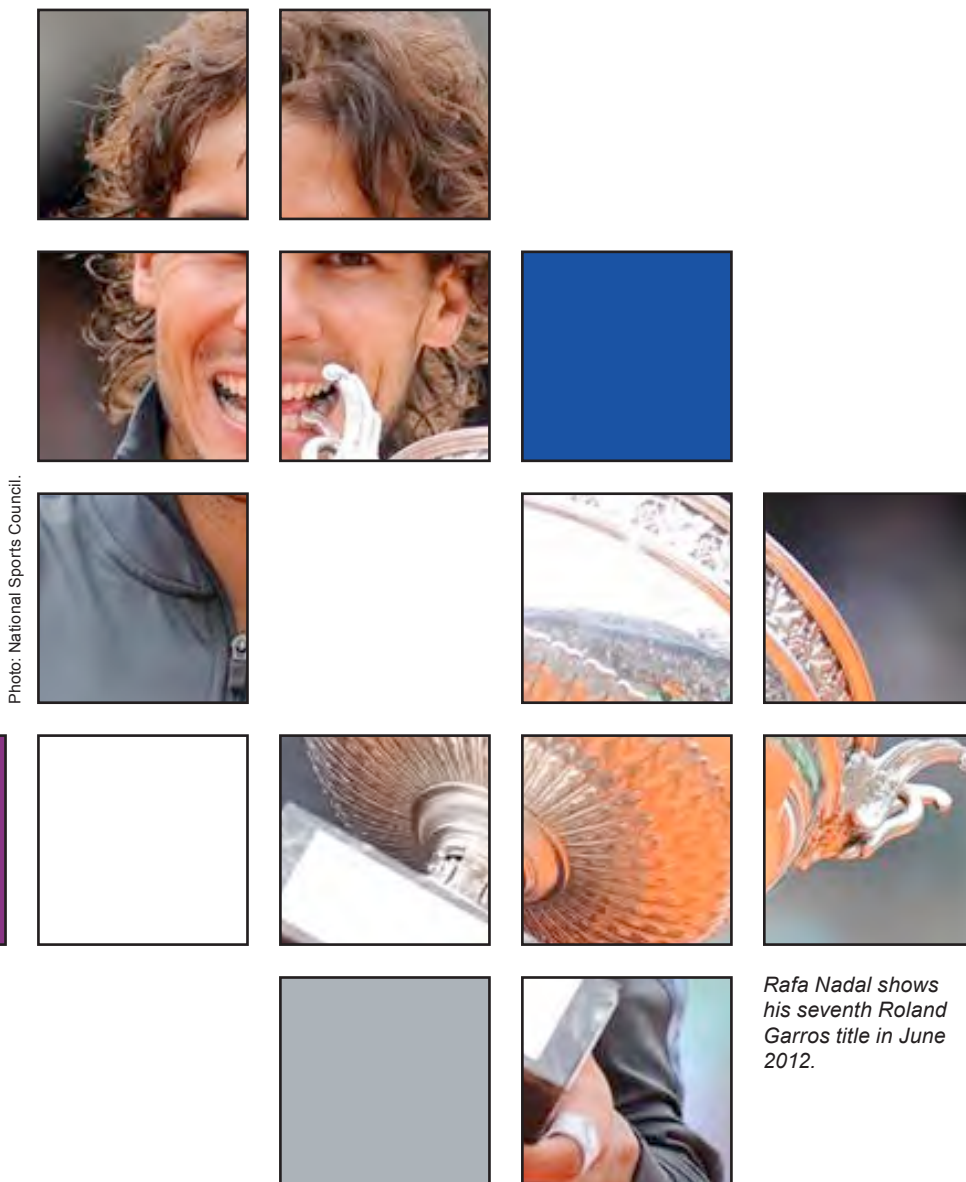 Photo: National Sports Council.
Rafa Nadal shows
his seventh Roland
Garros title in June
2012.